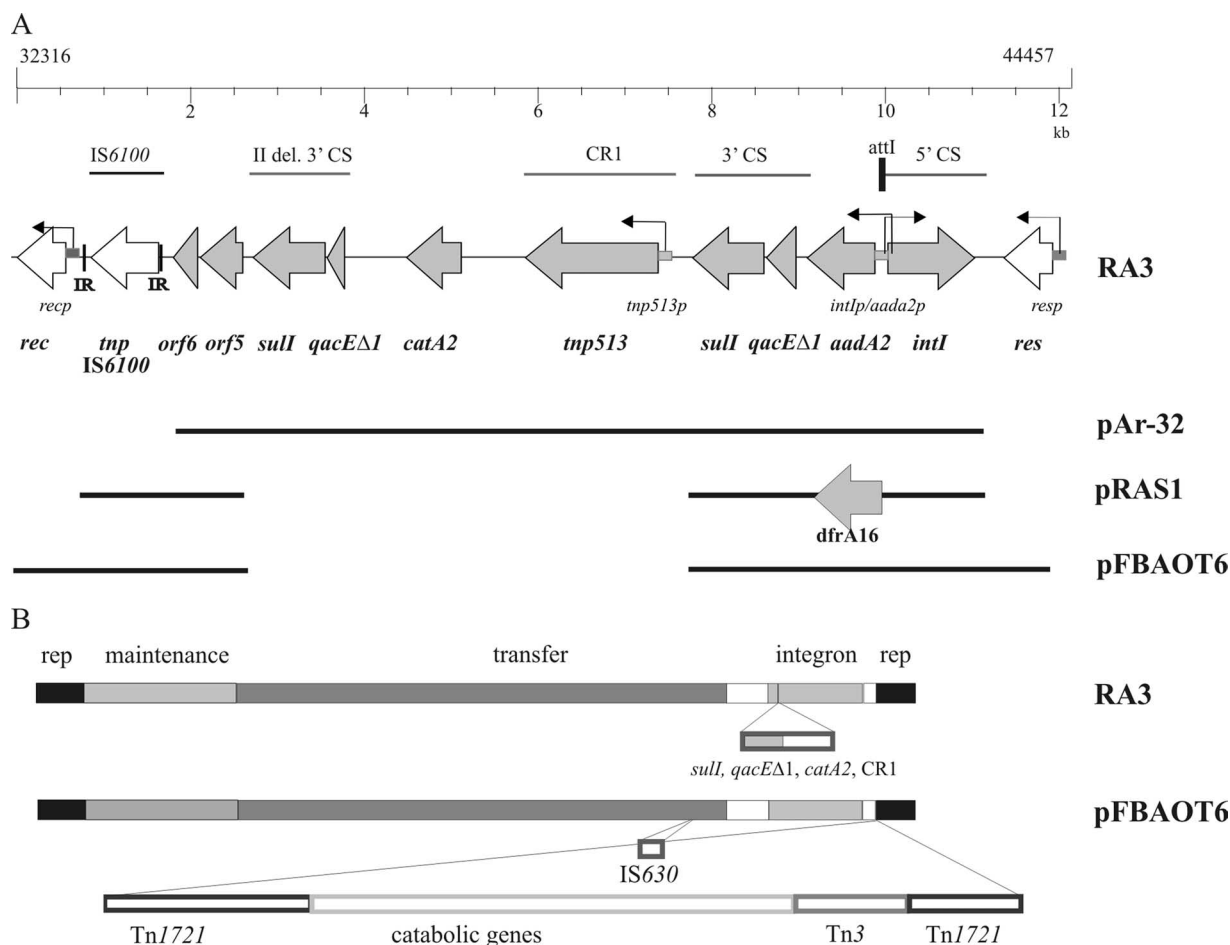 A
32316 44457
2 4 6 8 10 12
kb
IS6100 II del. 3' CS CR1 3' CS attI 5' CS
IR IR RA3
recp tnp513p intIp/aada2p resp
rec tnp orf6 orf5 sulI qacEΔ1 catA2 tnp513 sulI qacEΔ1 aadA2 intI res
IS6100
pAr-32
pRAS1
dfrA16
pFBAOT6
B
rep maintenance transfer integron rep
RA3
sulI, qacEΔ1, catA2, CR1
pFBAOT6
IS630
Tn1721 catabolic genes Tn3 Tn1721